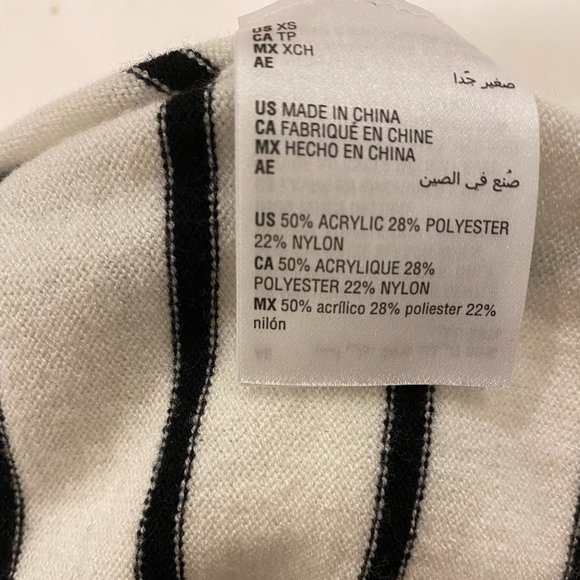 US XS
CA TP
MX XCH
AE
صغير جّدا
US MADE IN CHINA
CA FABRIQUÉ EN CHINE
MX HECHO EN CHINA
AE
صُنع في الصين
US 50% ACRYLIC 28% POLYESTER
22% NYLON
CA 50% ACRYLIQUE 28%
POLYESTER 22% NYLON
MX 50% acrílico 28% poliester 22%
nilón